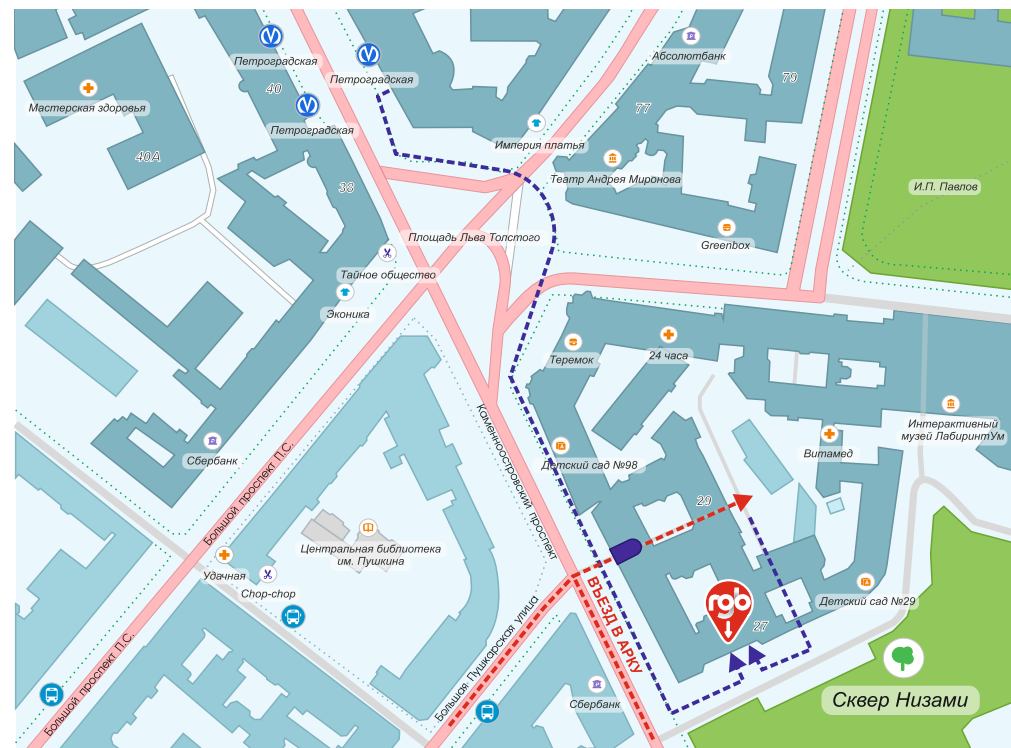 Петроградская
Петроградская
Абсолютбанк
40
79
Мастерская здоровья
77
Петроградская
Империя платья
40А
Театр Андрея Миронова
38
И.П. Павлов
Площадь Льва Толстого
Greenbox
Тайное общество
Эконика
Теремок
24 часа
Каменноостровский проспект
Интерактивный
музей ЛабиринтУм
Витамед
Сбербанк
Детский сад №98
Большой проспект П.С.
29
Центральная библиотека
им. Пушкина
Удачная
Chop-chop
ВЪЕЗД В АРКУ
rgb
Детский сад №29
27
Большая Пушкарская улица
Большой проспект П.С.
Сбербанк
Сквер Низами